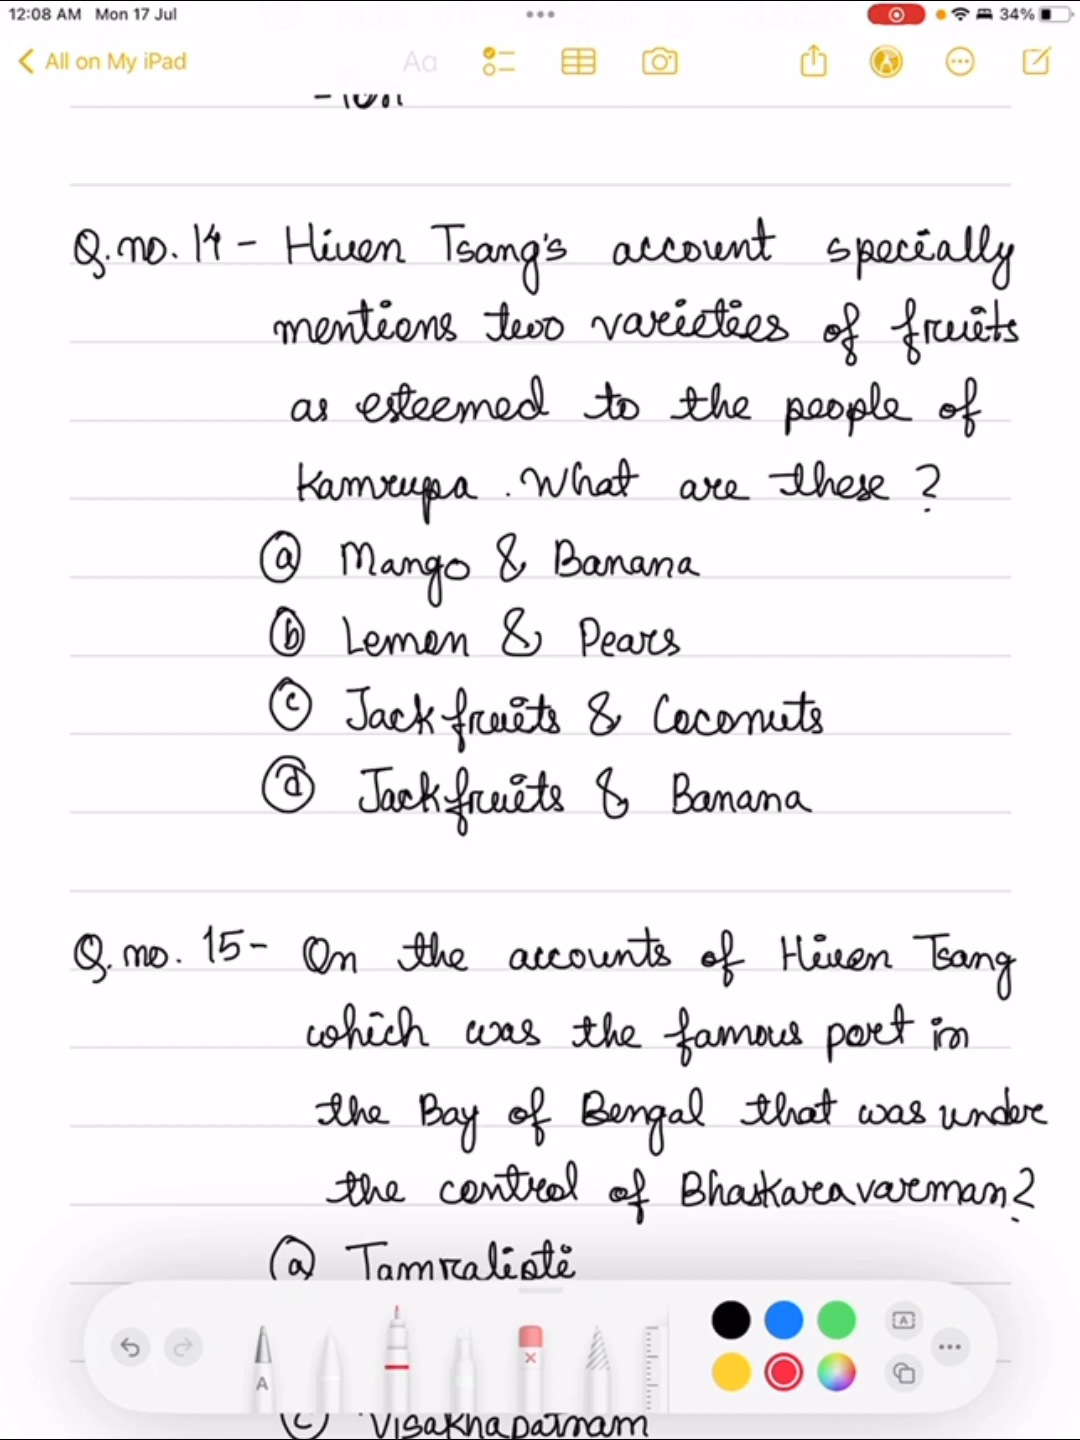 12:08 AM Mon 17 Jul
34%
All on My iPad
Aa
Q. no. 14 - Hiuen Tsang's account specially
mentions two varieties of fruits
as esteemed to the people of
Kamrupa. What are these?
(a) Mango & Banana
(b) Lemon & Pears
(c) Jackfruits & Coconuts
(d) Jackfruits & Banana
Q. no. 15- On the accounts of Hiuen Tsang
which was the famous port in
the Bay of Bengal that was under
the control of Bhaskaravarman?
(a) Tamralipti
A
A
(c) Visakhapatnam